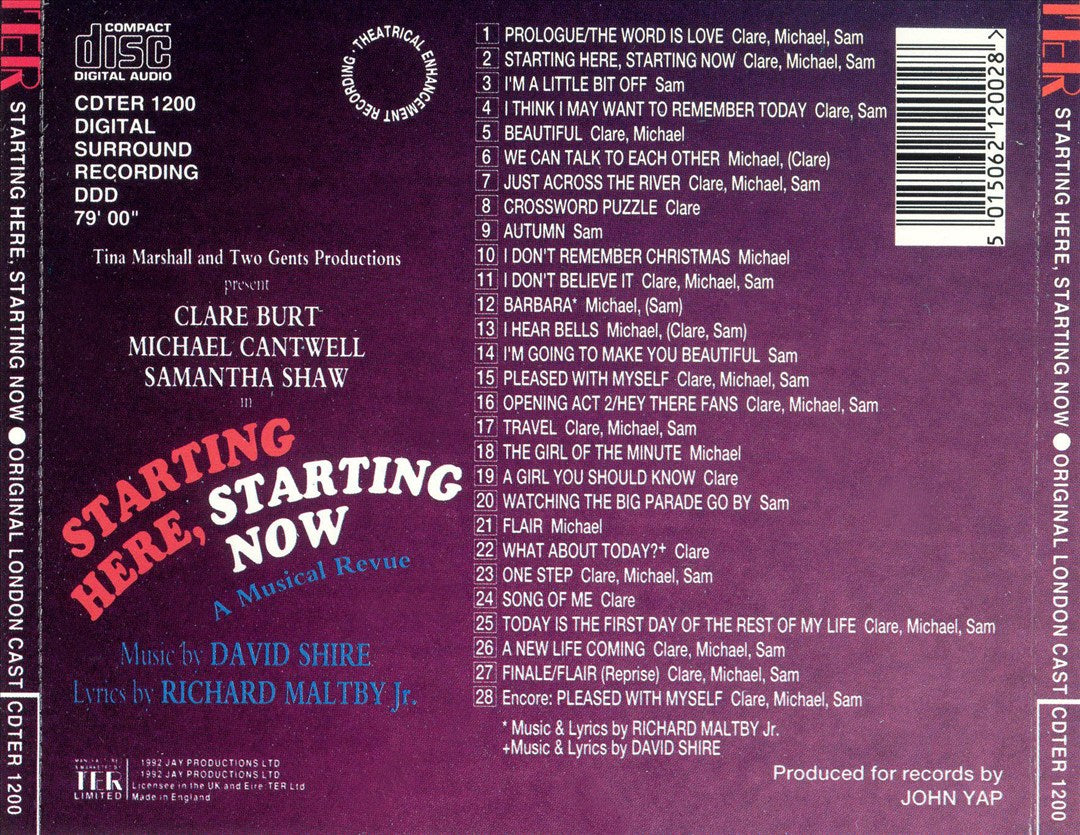 TER
STARTING HERE, STARTING NOW ● ORIGINAL LONDON CAST
CDTER 1200
COMPACT
disc
DIGITAL AUDIO
CDTER 1200
DIGITAL
SURROUND
RECORDING
DDD
79' 00"
THEATRICAL ENHANCEMENT RECORDING
Tina Marshall and Two Gents Productions
present
CLARE BURT
MICHAEL CANTWELL
SAMANTHA SHAW
in
STARTING
HERE, STARTING
NOW
A Musical Revue
Music by DAVID SHIRE
Lyrics by RICHARD MALTBY Jr.
TER
LIMITED
1992 JAY PRODUCTIONS LTD
1992 JAY PRODUCTIONS LTD
Licensee in the UK and Eire TER Ltd
Made in England
1 PROLOGUE/THE WORD IS LOVE Clare, Michael, Sam
2 STARTING HERE, STARTING NOW Clare, Michael, Sam
3 I'M A LITTLE BIT OFF Sam
4 I THINK I MAY WANT TO REMEMBER TODAY Clare, Sam
5 BEAUTIFUL Clare, Michael
6 WE CAN TALK TO EACH OTHER Michael, (Clare)
7 JUST ACROSS THE RIVER Clare, Michael, Sam
8 CROSSWORD PUZZLE Clare
9 AUTUMN Sam
10 I DON'T REMEMBER CHRISTMAS Michael
11 I DON'T BELIEVE IT Clare, Michael, Sam
12 BARBARA* Michael, (Sam)
13 I HEAR BELLS Michael, (Clare, Sam)
14 I'M GOING TO MAKE YOU BEAUTIFUL Sam
15 PLEASED WITH MYSELF Clare, Michael, Sam
16 OPENING ACT 2/HEY THERE FANS Clare, Michael, Sam
17 TRAVEL Clare, Michael, Sam
18 THE GIRL OF THE MINUTE Michael
19 A GIRL YOU SHOULD KNOW Clare
20 WATCHING THE BIG PARADE GO BY Sam
21 FLAIR Michael
22 WHAT ABOUT TODAY?+ Clare
23 ONE STEP Clare, Michael, Sam
24 SONG OF ME Clare
25 TODAY IS THE FIRST DAY OF THE REST OF MY LIFE Clare, Michael, Sam
26 A NEW LIFE COMING Clare, Michael, Sam
27 FINALE/FLAIR (Reprise) Clare, Michael, Sam
28 Encore: PLEASED WITH MYSELF Clare, Michael, Sam
* Music & Lyrics by RICHARD MALTBY Jr.
+Music & Lyrics by DAVID SHIRE
Produced for records by
JOHN YAP
5 015062 120028 >
TER
STARTING HERE, STARTING NOW ● ORIGINAL LONDON CAST
CDTER 1200